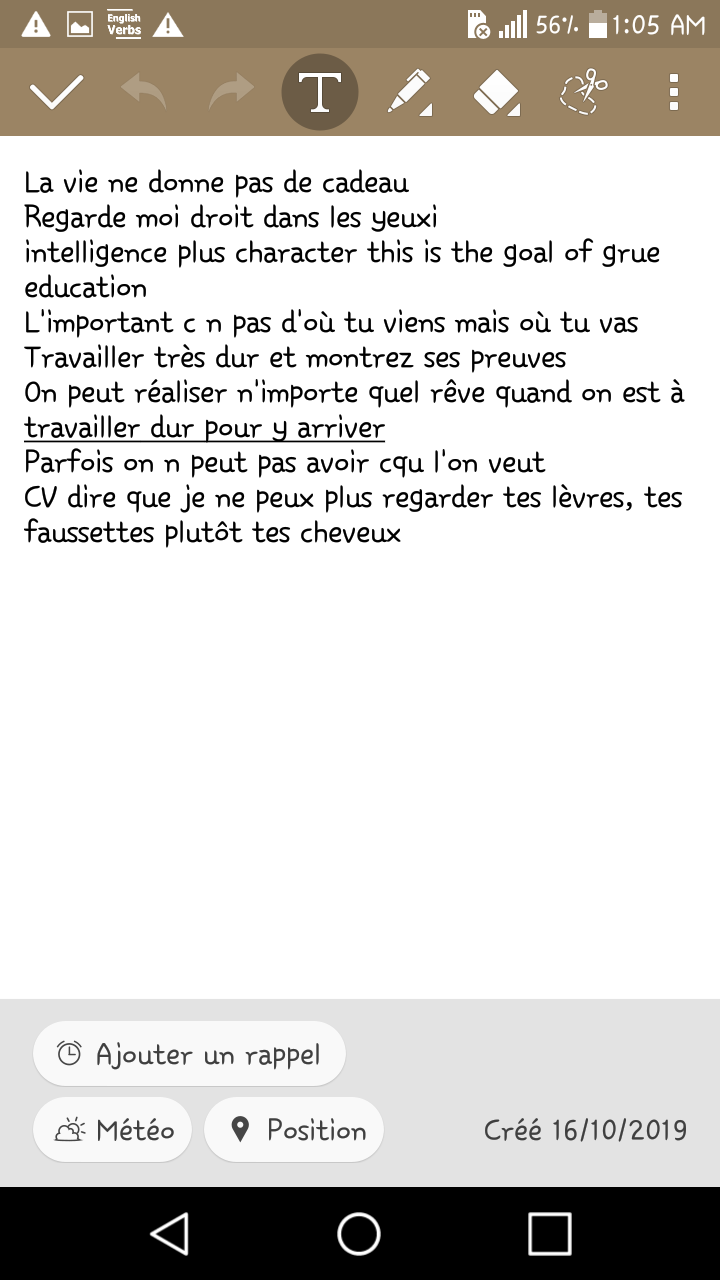 English
Verbs
56%
1:05 AM
T
La vie ne donne pas de cadeau
Regarde moi droit dans les yeuxi
intelligence plus character this is the goal of grue
education
L'important c n pas d'où tu viens mais où tu vas
Travailler très dur et montrez ses preuves
On peut réaliser n'importe quel rêve quand on est à
travailler dur pour y arriver
Parfois on n peut pas avoir cqu l'on veut
CV dire que je ne peux plus regarder tes lèvres, tes
faussettes plutôt tes cheveux
Ajouter un rappel
Météo
Position
Créé 16/10/2019